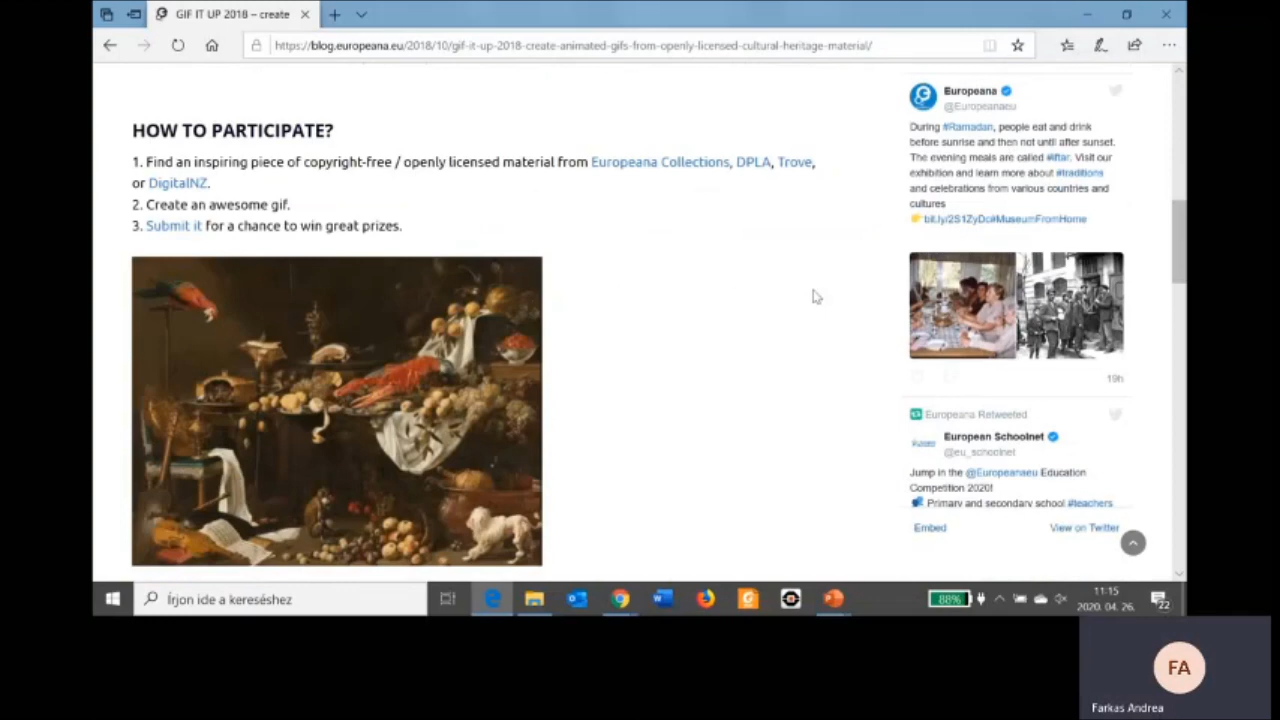 GIF IT UP 2018 – create
https://blog.europeana.eu/2018/10/gif-it-up-2018-create-animated-gifs-from-openly-licensed-cultural-heritage-material/
HOW TO PARTICIPATE?
1. Find an inspiring piece of copyright-free / openly licensed material from Europeana Collections, DPLA, Trove,
or DigitalNZ.
2. Create an awesome gif.
3. Submit it for a chance to win great prizes.
Europeana
@Europeanaeu
During #Ramadan, people eat and drink
before sunrise and then not until after sunset.
The evening meals are called #iftar. Visit our
exhibition and learn more about #traditions
and celebrations from various countries and
cultures
👉 bit.ly/2S1ZyDc#MuseumFromHome
19h
Europeana Retweeted
European Schoolnet
@eu_schoolnet
Jump in the @Europeanaeu Education
Competition 2020!
Primary and secondary school #teachers
Embed
View on Twitter
Írjon ide a kereséshez
88%
11:15
2020. 04. 26.
22
FA
Farkas Andrea